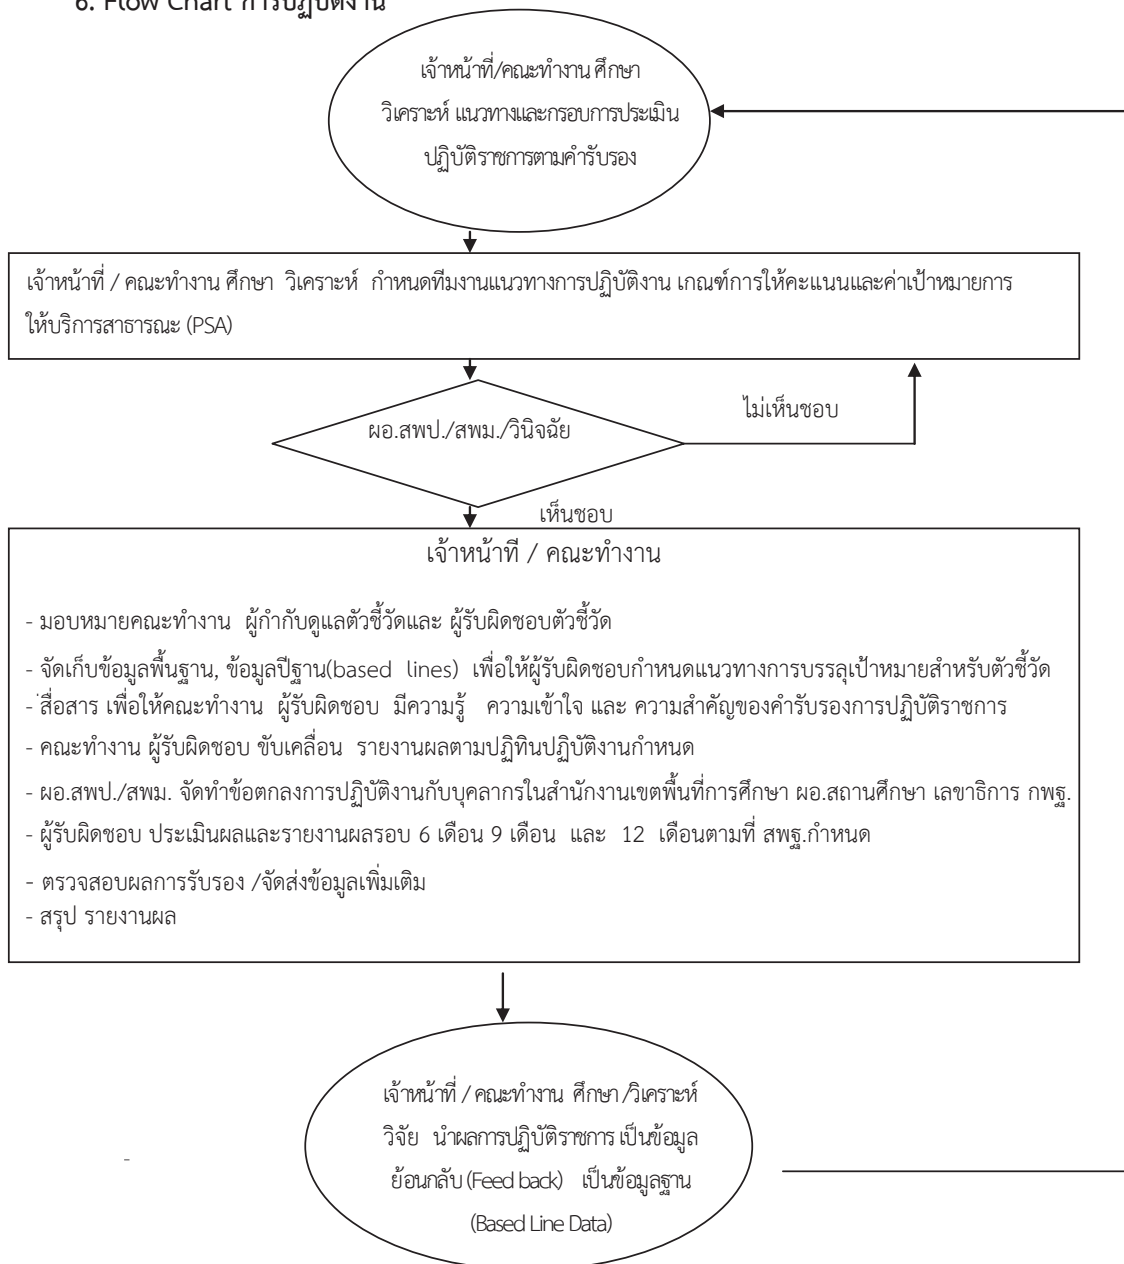 6. Flow Chart การปฏิบัติงาน
เจ้าหน้าที่/คณะทำงาน ศึกษา
วิเคราะห์ แนวทางและกรอบการประเมิน
ปฏิบัติราชการตามคำรับรอง
เจ้าหน้าที่ / คณะทำงาน ศึกษา วิเคราะห์ กำหนดทีมงานแนวทางการปฏิบัติงาน เกณฑ์การให้คะแนนและค่าเป้าหมายการ
ให้บริการสาธารณะ (PSA)
ผอ.สพป./สพม./วินิจฉัย
ไม่เห็นชอบ
เห็นชอบ
เจ้าหน้าที่ / คณะทำงาน
- มอบหมายคณะทำงาน ผู้กำกับดูแลตัวชี้วัดและ ผู้รับผิดชอบตัวชี้วัด
- จัดเก็บข้อมูลพื้นฐาน, ข้อมูลปีฐาน(based lines) เพื่อให้ผู้รับผิดชอบกำหนดแนวทางการบรรลุเป้าหมายสำหรับตัวชี้วัด
- สื่อสาร เพื่อให้คณะทำงาน ผู้รับผิดชอบ มีความรู้ ความเข้าใจ และ ความสำคัญของคำรับรองการปฏิบัติราชการ
- คณะทำงาน ผู้รับผิดชอบ ขับเคลื่อน รายงานผลตามปฏิทินปฏิบัติงานกำหนด
- ผอ.สพป./สพม. จัดทำข้อตกลงการปฏิบัติงานกับบุคลากรในสำนักงานเขตพื้นที่การศึกษา ผอ.สถานศึกษา เลขาธิการ กพฐ.
- ผู้รับผิดชอบ ประเมินผลและรายงานผลรอบ 6 เดือน 9 เดือน และ 12 เดือนตามที่ สพฐ.กำหนด
- ตรวจสอบผลการรับรอง /จัดส่งข้อมูลเพิ่มเติม
- สรุป รายงานผล
เจ้าหน้าที่ / คณะทำงาน ศึกษา /วิเคราะห์
วิจัย นำผลการปฏิบัติราชการ เป็นข้อมูล
ย้อนกลับ (Feed back) เป็นข้อมูลฐาน
(Based Line Data)